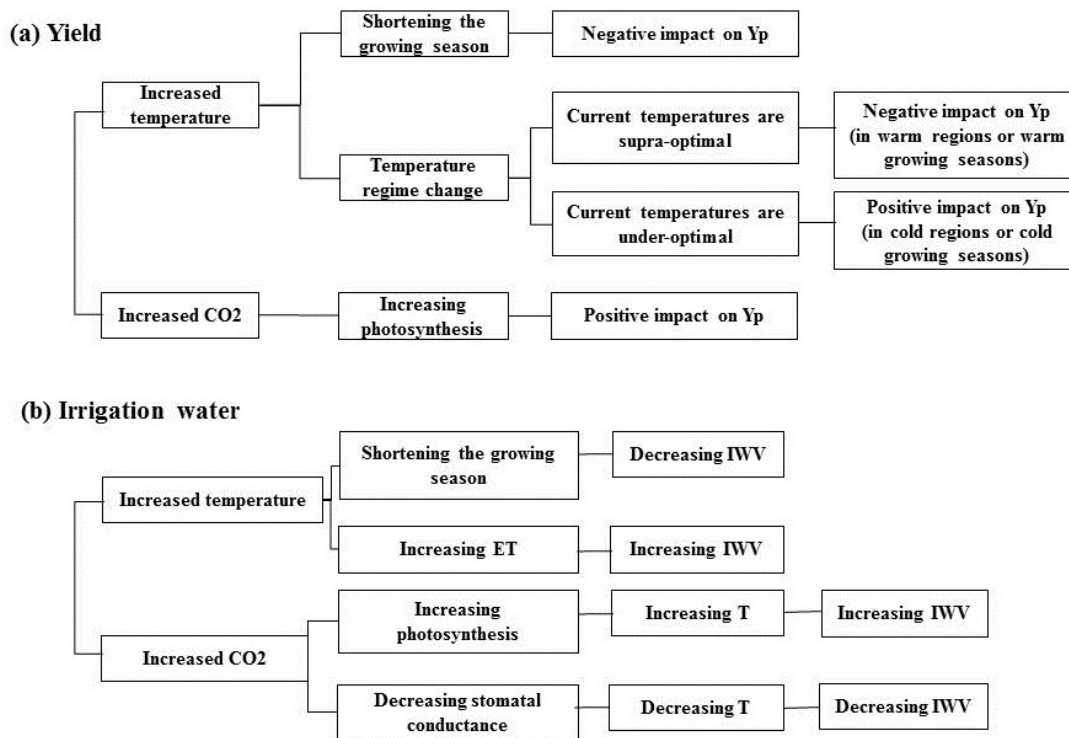 (a) Yield
Shortening the
growing season
Negative impact on Yp
Increased
temperature
Temperature
regime change
Current temperatures are
supra-optimal
Negative impact on Yp
(in warm regions or warm
growing seasons)
Current temperatures are
under-optimal
Positive impact on Yp
(in cold regions or cold
growing seasons)
Increased CO2
Increasing
photosynthesis
Positive impact on Yp
(b) Irrigation water
Increased temperature
Shortening the growing
season
Decreasing IWV
Increasing ET
Increasing IWV
Increased CO2
Increasing
photosynthesis
Increasing T
Increasing IWV
Decreasing stomatal
conductance
Decreasing T
Decreasing IWV